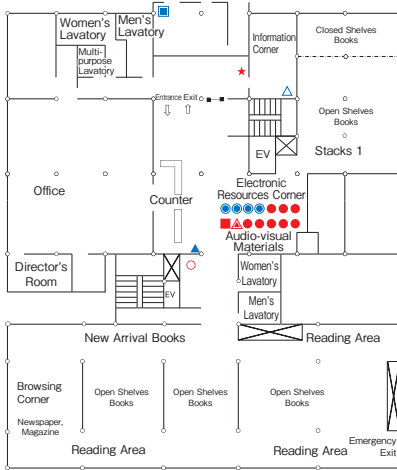 Women's
Lavatory
Men's
Lavatory
Multi-
purpose
Lavatory
Information
Corner
Closed Shelves
Books
Entrance Exit
Open Shelves
Books
EV
Stacks 1
Office
Counter
Electronic
Resources Corner
Audio-visual
Materials
Director's
Room
EV
Women's
Lavatory
Men's
Lavatory
New Arrival Books
Reading Area
Browsing
Corner
Newspaper,
Magazine
Open Shelves
Books
Open Shelves
Books
Open Shelves
Books
Reading Area
Reading Area
Emergency
Exit